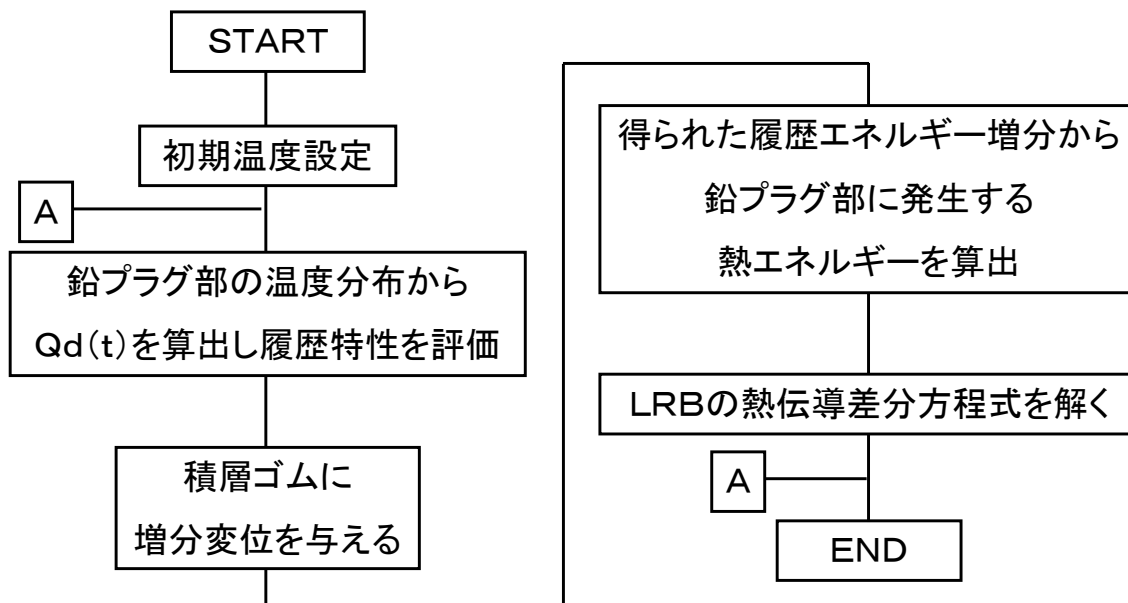 START
初期温度設定
A
鉛プラグ部の温度分布から
Qd(t)を算出し履歴特性を評価
積層ゴムに
増分変位を与える
得られた履歴エネルギー増分から
鉛プラグ部に発生する
熱エネルギーを算出
LRBの熱伝導差分方程式を解く
A
END